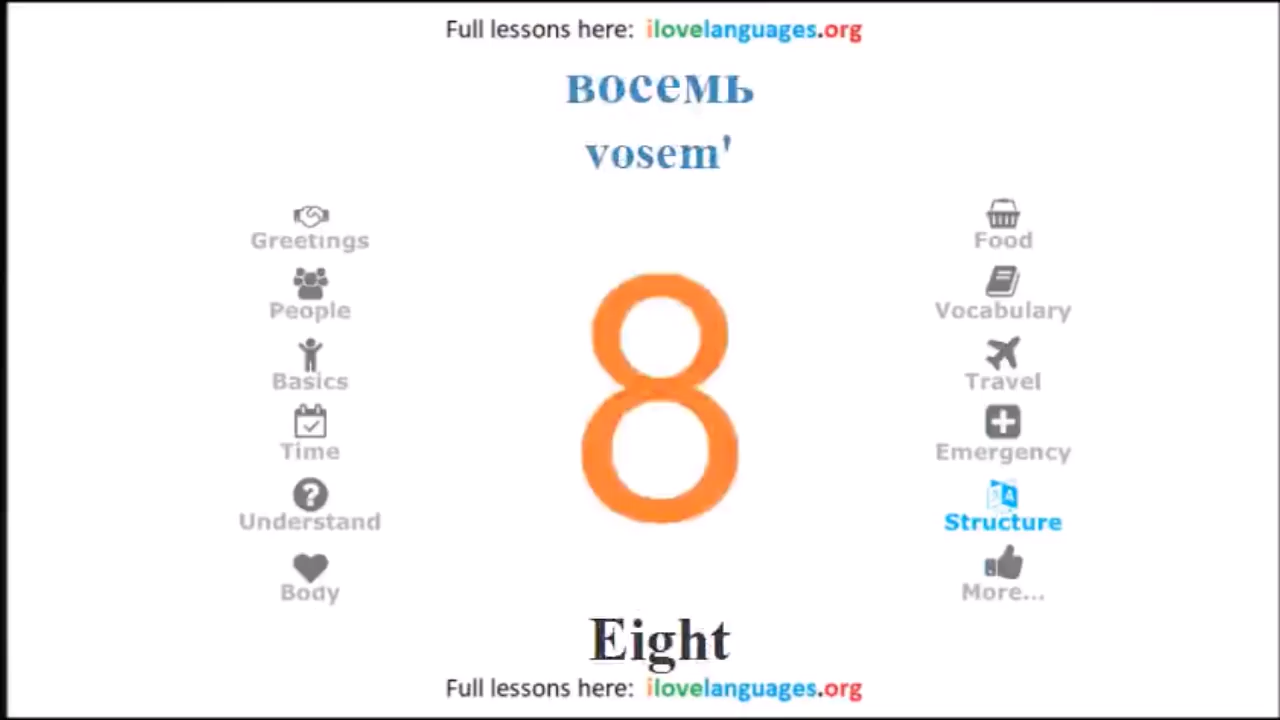 Full lessons here: ilovelanguages.org
восемь
vosem'
Greetings
People
Basics
Time
Understand
Body
8
Food
Vocabulary
Travel
Emergency
Structure
More...
Eight
Full lessons here: ilovelanguages.org